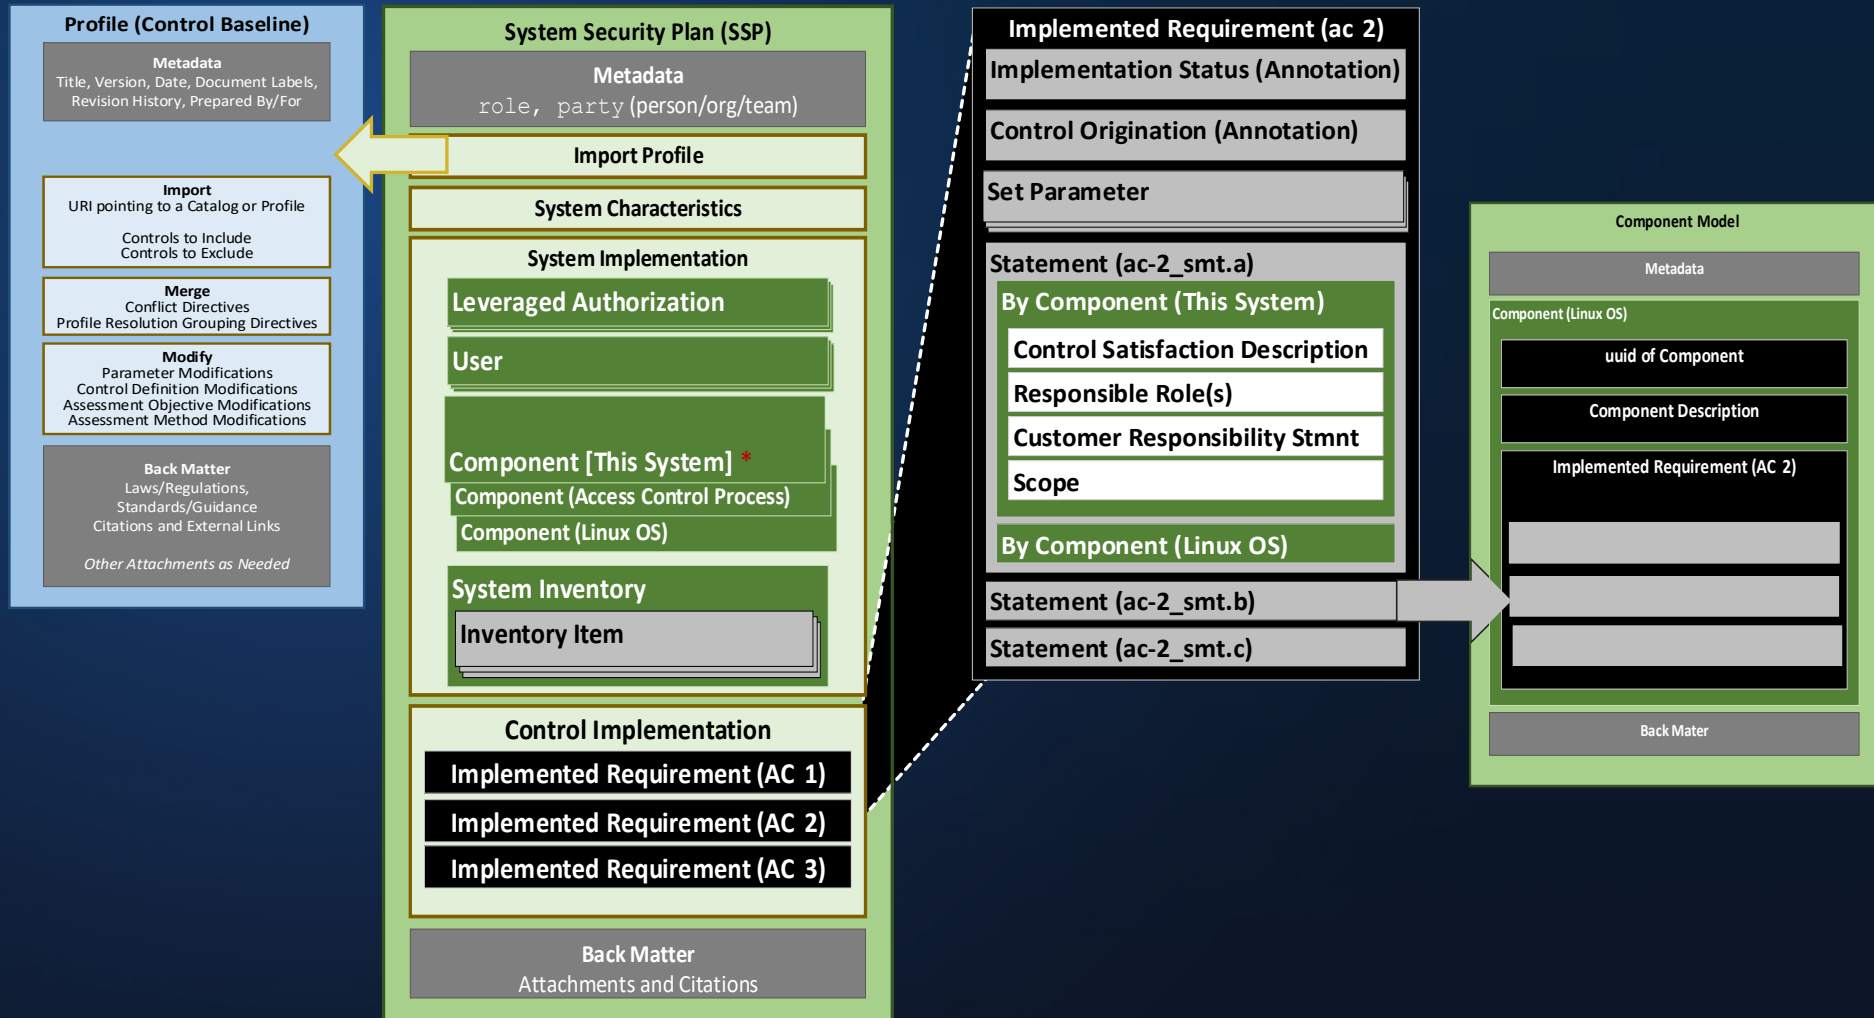 Profile (Control Baseline)
Metadata
Title, Version, Date, Document Labels,
Revision History, Prepared By/For
Import
URI pointing to a Catalog or Profile
Controls to Include
Controls to Exclude
Merge
Conflict Directives
Profile Resolution Grouping Directives
Modify
Parameter Modifications
Control Definition Modifications
Assessment Objective Modifications
Assessment Method Modifications
Back Matter
Laws/Regulations,
Standards/Guidance
Citations and External Links
Other Attachments as Needed
System Security Plan (SSP)
Metadata
role, party (person/org/team)
Import Profile
System Characteristics
System Implementation
Leveraged Authorization
User
Component [This System] *
Component (Access Control Process)
Component (Linux OS)
System Inventory
Inventory Item
Control Implementation
Implemented Requirement (AC 1)
Implemented Requirement (AC 2)
Implemented Requirement (AC 3)
Back Matter
Attachments and Citations
Implemented Requirement (ac 2)
Implementation Status (Annotation)
Control Origination (Annotation)
Set Parameter
Statement (ac-2_smt.a)
By Component (This System)
Control Satisfaction Description
Responsible Role(s)
Customer Responsibility Stmnt
Scope
By Component (Linux OS)
Statement (ac-2_smt.b)
Statement (ac-2_smt.c)
Component Model
Metadata
Component (Linux OS)
uuid of Component
Component Description
Implemented Requirement (AC 2)
Back Mater